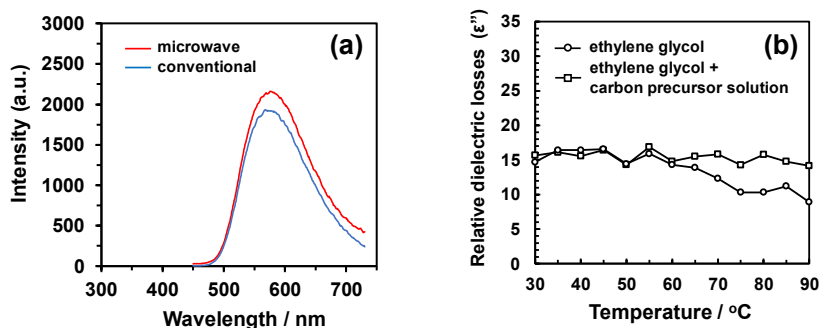 (a)
microwave
conventional
Intensity (a.u.)
3000
2500
2000
1500
1000
500
0
300 400 500 600 700
Wavelength / nm
(b)
ethylene glycol
ethylene glycol +
carbon precursor solution
Relative dielectric losses (ε”)
35
30
25
20
15
10
5
0
30 40 50 60 70 80 90
Temperature / °C